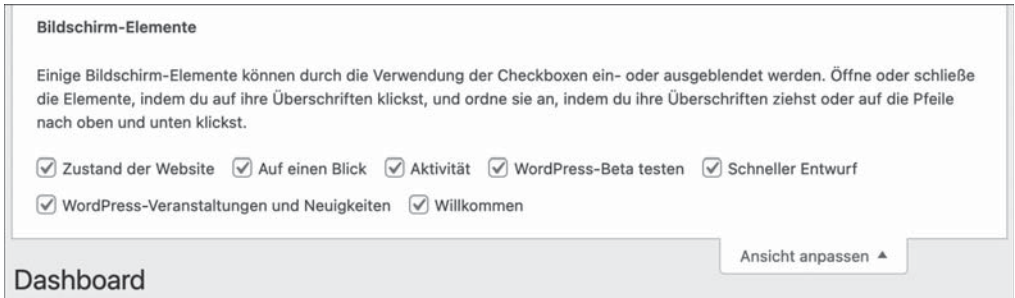 Bildschirm-Elemente
Einige Bildschirm-Elemente können durch die Verwendung der Checkboxen ein- oder ausgeblendet werden. Öffne oder schließe
die Elemente, indem du auf ihre Überschriften klickst, und ordne sie an, indem du ihre Überschriften ziehst oder auf die Pfeile
nach oben und unten klickst.
Zustand der Website Auf einen Blick Aktivität WordPress-Beta testen Schneller Entwurf
WordPress-Veranstaltungen und Neuigkeiten Willkommen
Ansicht anpassen
Dashboard